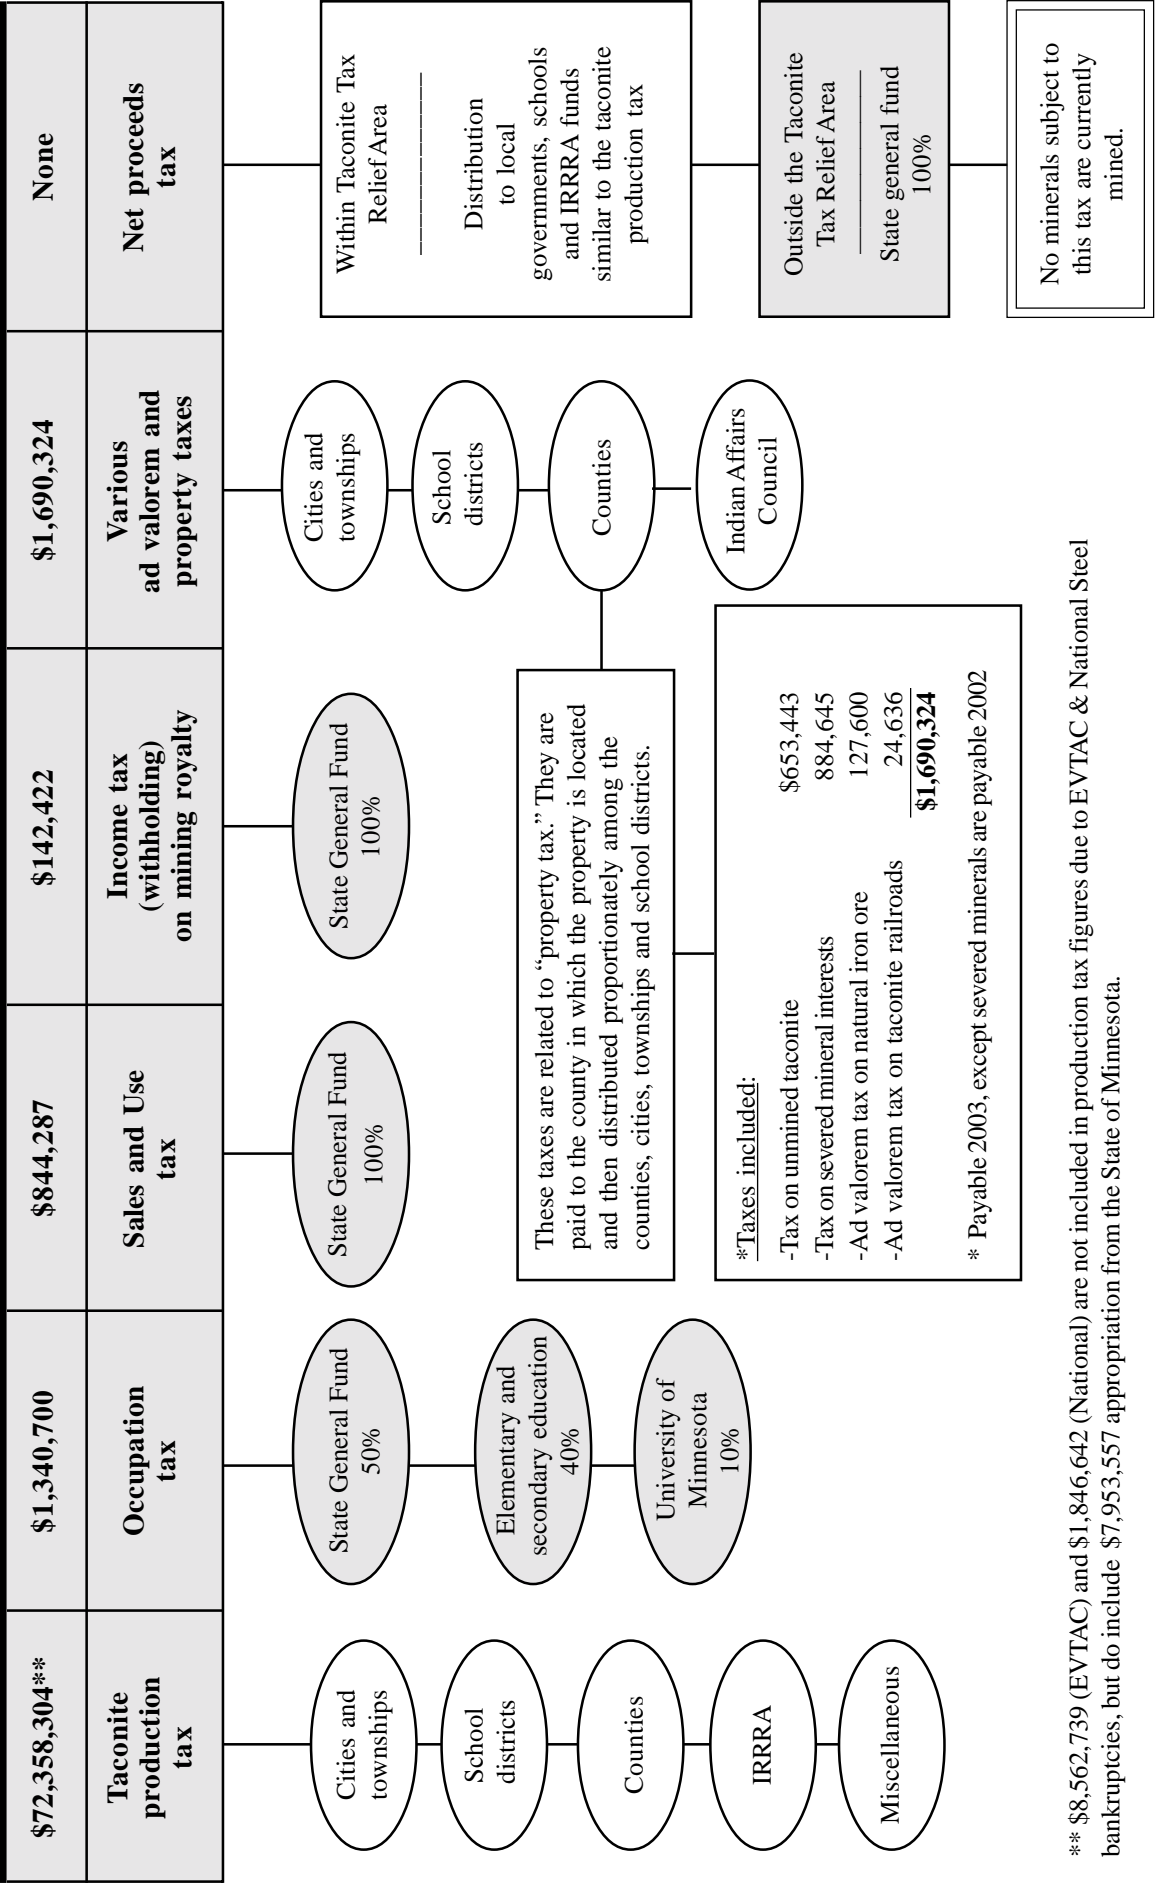 $72,358,304**
$1,340,700
$844,287
$142,422
$1,690,324
None
Taconite
production
tax
Occupation
tax
Sales and Use
tax
Income tax
(withholding)
on mining royalty
Various
ad valorem and
property taxes
Net proceeds
tax
Cities and
townships
School
districts
Counties
IRRRA
Miscellaneous
State General Fund
50%
Elementary and
secondary education
40%
University of
Minnesota
10%
State General Fund
100%
State General Fund
100%
Cities and
townships
School
districts
Counties
Indian Affairs
Council
These taxes are related to “property tax.” They are
paid to the county in which the property is located
and then distributed proportionately among the
counties, cities, townships and school districts.
*Taxes included:
-Tax on unmined taconite $653,443
-Tax on severed mineral interests 884,645
-Ad valorem tax on natural iron ore 127,600
-Ad valorem tax on taconite railroads 24,636
$1,690,324
* Payable 2003, except severed minerals are payable 2002
Within Taconite Tax
Relief Area
Distribution
to local
governments, schools
and IRRRA funds
similar to the taconite
production tax
Outside the Taconite
Tax Relief Area
State general fund
100%
No minerals subject to
this tax are currently
mined.
** $8,562,739 (EVTAC) and $1,846,642 (National) are not included in production tax figures due to EVTAC & National Steel
bankruptcies, but do include $7,953,557 appropriation from the State of Minnesota.